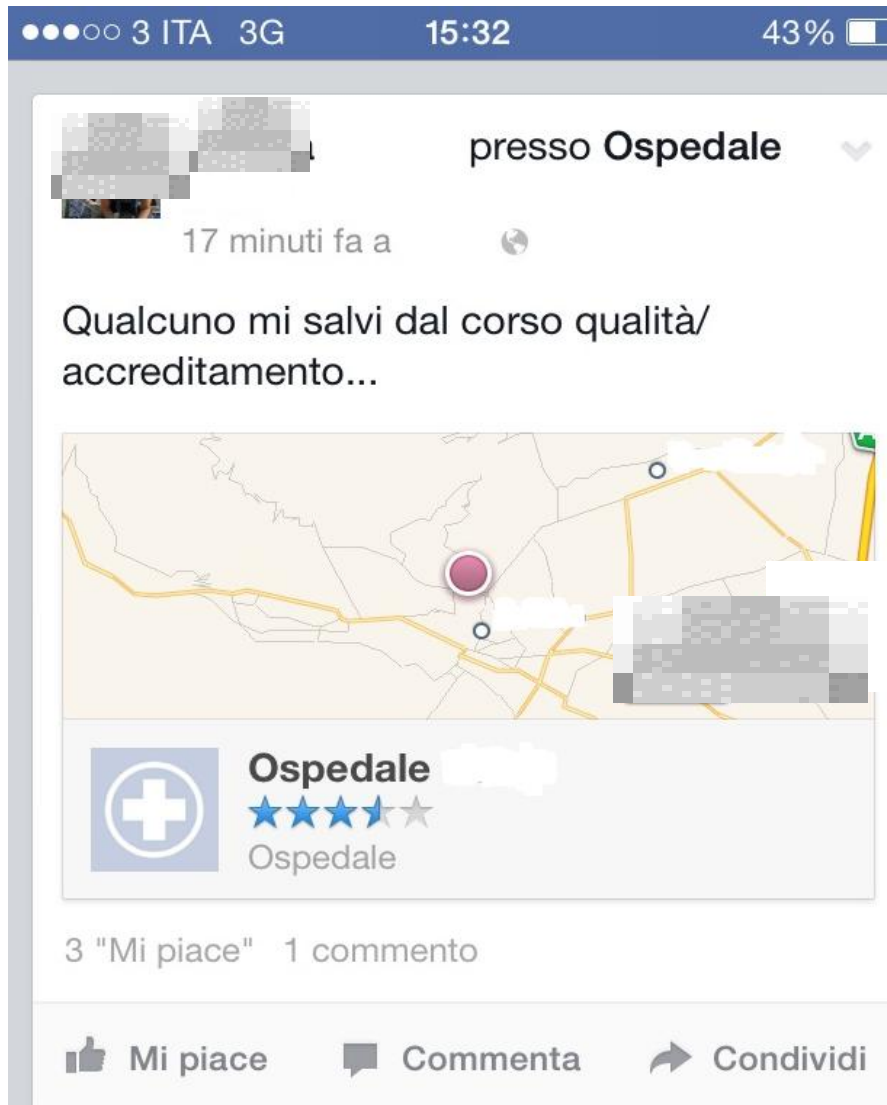 3 ITA 3G 15:32 43%
presso Ospedale
17 minuti fa a
Qualcuno mi salvi dal corso qualità/
accreditamento...
Ospedale
Ospedale
3 "Mi piace" 1 commento
Mi piace Commenta Condividi